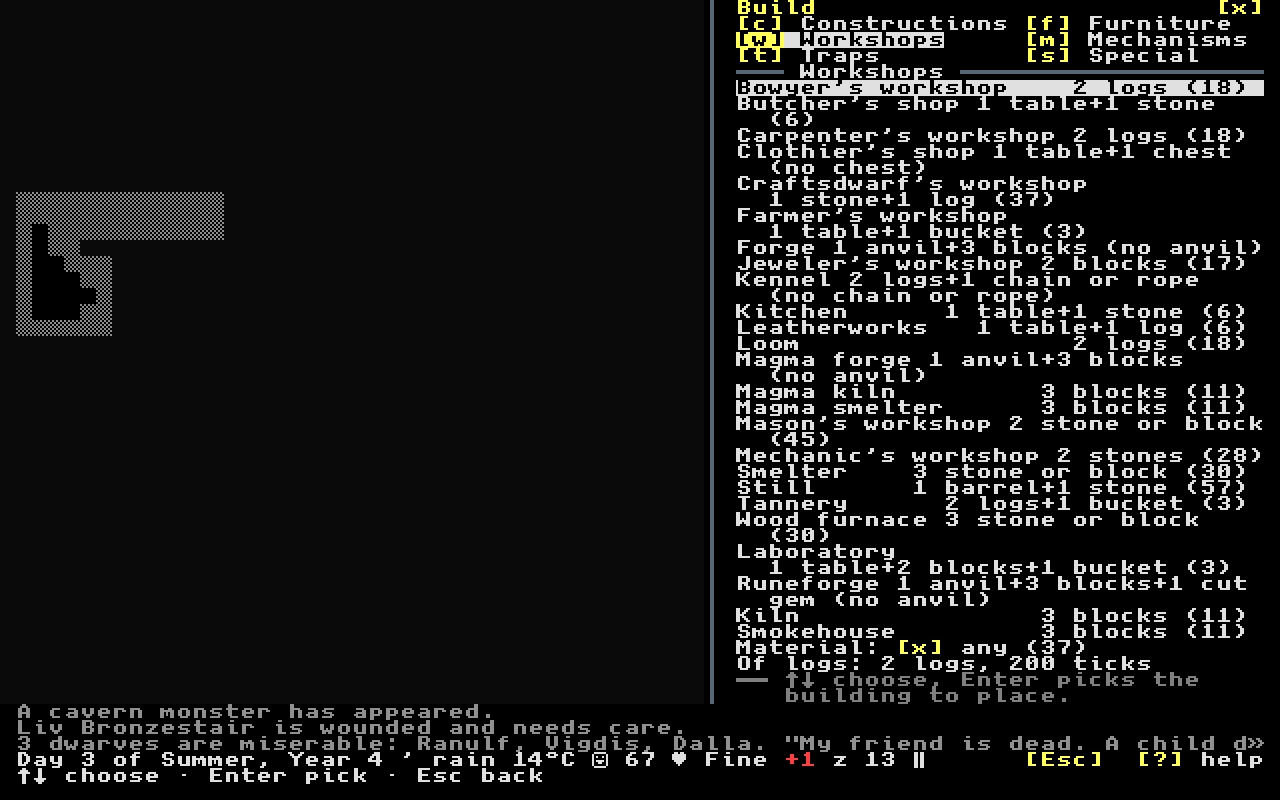 Build [x]
[c] Constructions [f] Furniture
[w] Workshops [m] Mechanisms
[t] Traps [s] Special
Workshops
Bowyer's workshop 2 logs (18)
Butcher's shop 1 table+1 stone
(6)
Carpenter's workshop 2 logs (18)
Clothier's shop 1 table+1 chest
(no chest)
Craftsdwarf's workshop
1 stone+1 log (37)
Farmer's workshop
1 table+1 bucket (3)
Forge 1 anvil+3 blocks (no anvil)
Jeweler's workshop 2 blocks (17)
Kennel 2 logs+1 chain or rope
(no chain or rope)
Kitchen 1 table+1 stone (6)
Leatherworks 1 table+1 log (6)
Loom 2 logs (18)
Magma forge 1 anvil+3 blocks
(no anvil)
Magma kiln 3 blocks (11)
Magma smelter 3 blocks (11)
Mason's workshop 2 stone or block
(45)
Mechanic's workshop 2 stones (28)
Smelter 3 stone or block (30)
Still 1 barrel+1 stone (57)
Tannery 2 logs+1 bucket (3)
Wood furnace 3 stone or block
(30)
Laboratory
1 table+2 blocks+1 bucket (3)
Runeforge 1 anvil+3 blocks+1 cut
gem (no anvil)
Kiln 3 blocks (11)
Smokehouse 3 blocks (11)
Material: [x] any (37)
Of logs: 2 logs, 200 ticks
↑↓ choose, Enter picks the
building to place.
A cavern monster has appeared.
Liv Bronzestair is wounded and needs care.
3 dwarves are miserable: Ranulf, Vigdis, Dalla. "My friend is dead. A child d»
Day 3 of Summer, Year 4 ' rain 14°C ☺ 67 ♥ Fine +1 z 13 ‖ [Esc] [?] help
↑↓ choose · Enter pick · Esc back